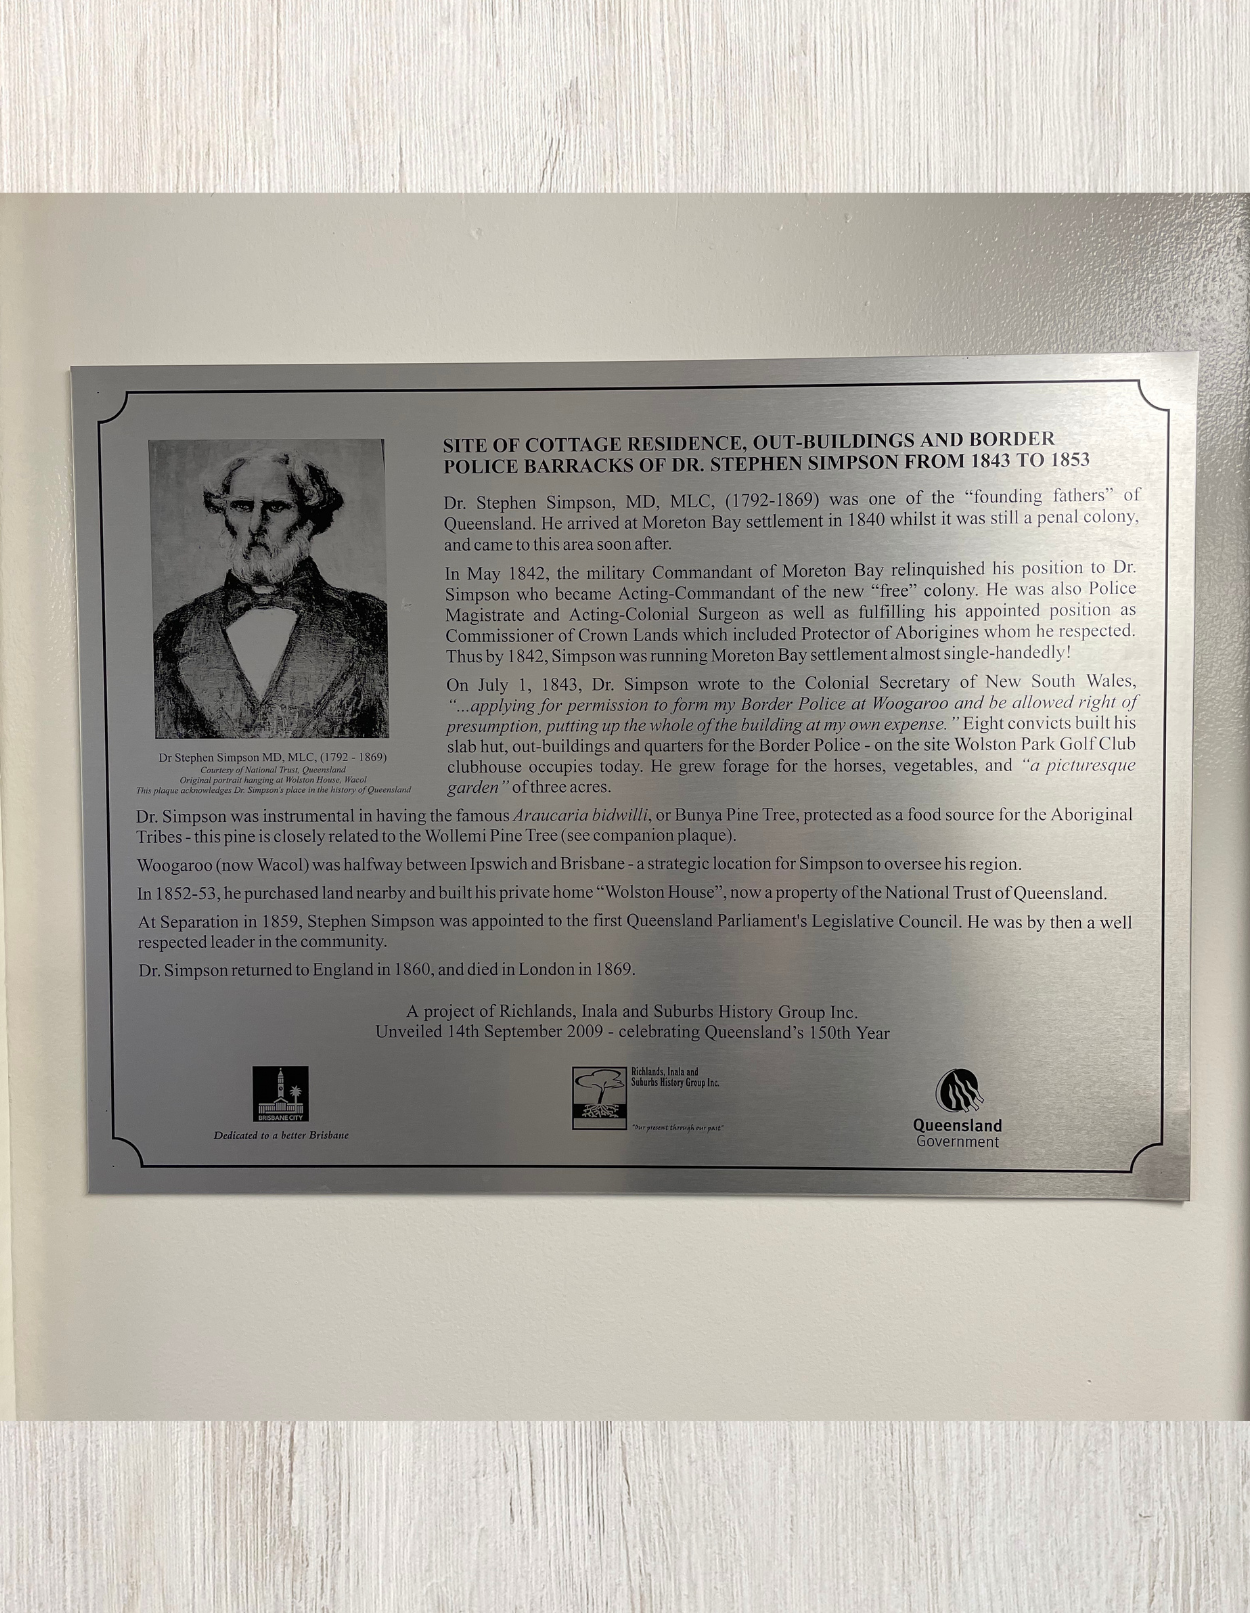 SITE OF COTTAGE RESIDENCE, OUT-BUILDINGS AND BORDER
POLICE BARRACKS OF DR. STEPHEN SIMPSON FROM 1843 TO 1853
Dr. Stephen Simpson, MD, MLC, (1792-1869) was one of the “founding fathers” of
Queensland. He arrived at Moreton Bay settlement in 1840 whilst it was still a penal colony,
and came to this area soon after.
In May 1842, the military Commandant of Moreton Bay relinquished his position to Dr.
Simpson who became Acting-Commandant of the new “free” colony. He was also Police
Magistrate and Acting-Colonial Surgeon as well as fulfilling his appointed position as
Commissioner of Crown Lands which included Protector of Aborigines whom he respected.
Thus by 1842, Simpson was running Moreton Bay settlement almost single-handedly!
On July 1, 1843, Dr. Simpson wrote to the Colonial Secretary of New South Wales,
“...applying for permission to form my Border Police at Woogaroo and be allowed right of
presumption, putting up the whole of the building at my own expense.” Eight convicts built his
slab hut, out-buildings and quarters for the Border Police - on the site Wolston Park Golf Club
clubhouse occupies today. He grew forage for the horses, vegetables, and “a picturesque
garden” of three acres.
Dr Stephen Simpson MD, MLC, (1792 - 1869)
Courtesy of National Trust, Queensland
Original portrait hanging at Wolston House, Wacol
This plaque acknowledges Dr. Simpson's place in the history of Queensland
Dr. Simpson was instrumental in having the famous Araucaria bidwilli, or Bunya Pine Tree, protected as a food source for the Aboriginal
Tribes - this pine is closely related to the Wollemi Pine Tree (see companion plaque).
Woogaroo (now Wacol) was halfway between Ipswich and Brisbane - a strategic location for Simpson to oversee his region.
In 1852-53, he purchased land nearby and built his private home “Wolston House”, now a property of the National Trust of Queensland.
At Separation in 1859, Stephen Simpson was appointed to the first Queensland Parliament's Legislative Council. He was by then a well
respected leader in the community.
Dr. Simpson returned to England in 1860, and died in London in 1869.
A project of Richlands, Inala and Suburbs History Group Inc.
Unveiled 14th September 2009 - celebrating Queensland’s 150th Year
BRISBANE CITY
Dedicated to a better Brisbane
Richlands, Inala and
Suburbs History Group Inc.
"Our present through our past"
Queensland
Government